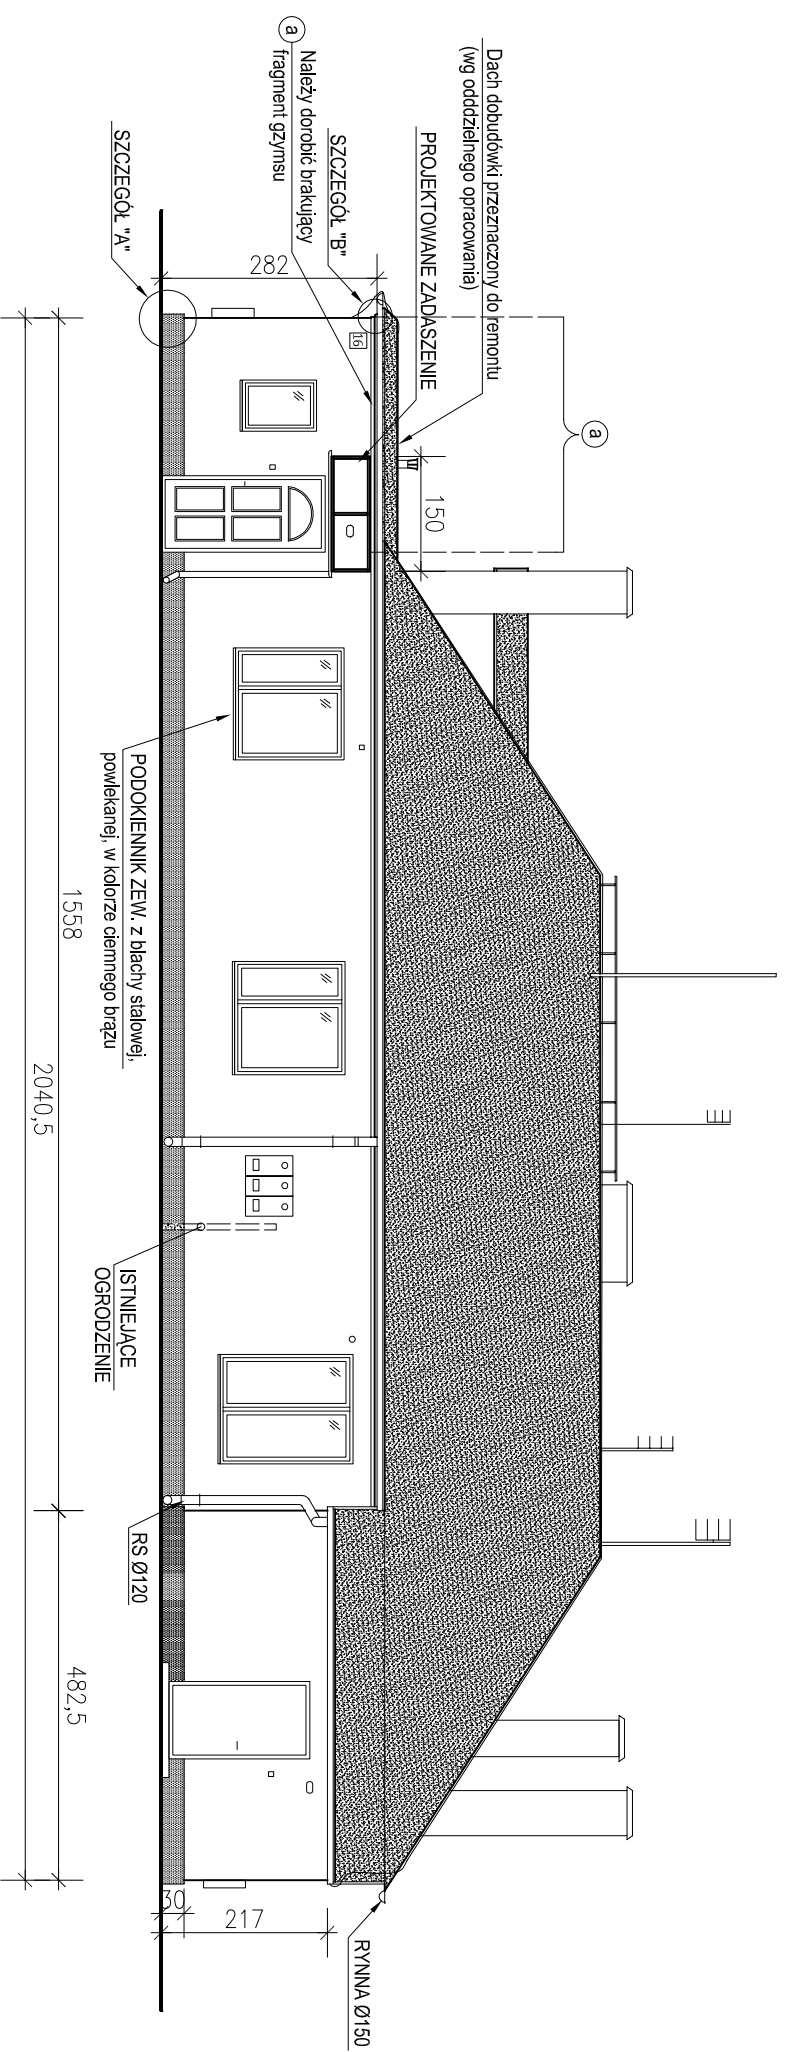 Dach dobudówki przeznaczony do remontu
(wg odddzielnego opracowania)
PROJEKTOWANE ZADASZENIE
SZCZEGÓŁ "B"
a
Należy dorobić brakujący
fragment gzymsu
SZCZEGÓŁ "A"
282
16
a
150
PODOKIENNIK ZEW. z blachy stalowej,
powlekanej, w kolorze ciemnego brązu
ISTNIEJĄCE
OGRODZENIE
RS Ø120
RYNNA Ø150
30
217
1558
482,5
2040,5